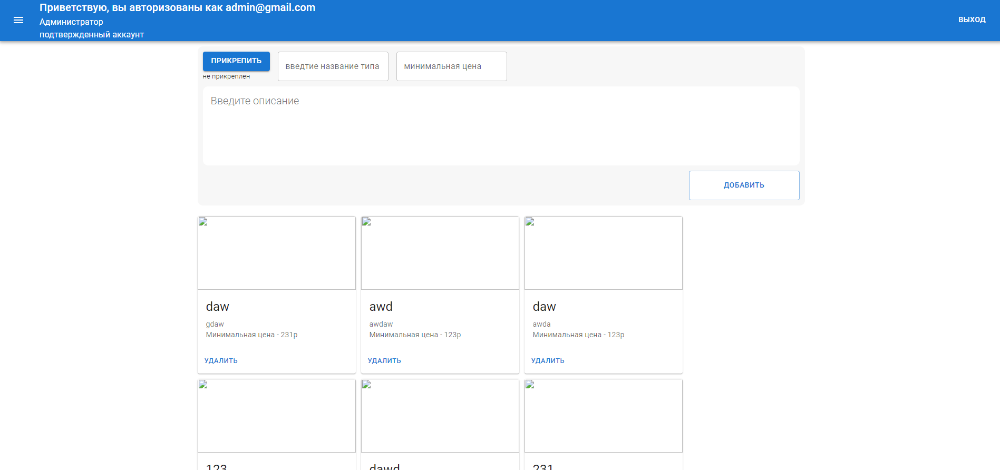 Приветствую, вы авторизованы как admin@gmail.com
Администратор
подтвержденный аккаунт
ВЫХОД
ПРИКРЕПИТЬ
не прикреплен
введтие название типа
минимальная цена
Введите описание
ДОБАВИТЬ
daw
gdaw
Минимальная цена - 231р
УДАЛИТЬ
awd
awdaw
Минимальная цена - 123р
УДАЛИТЬ
daw
awda
Минимальная цена - 123р
УДАЛИТЬ
123
dawd
231